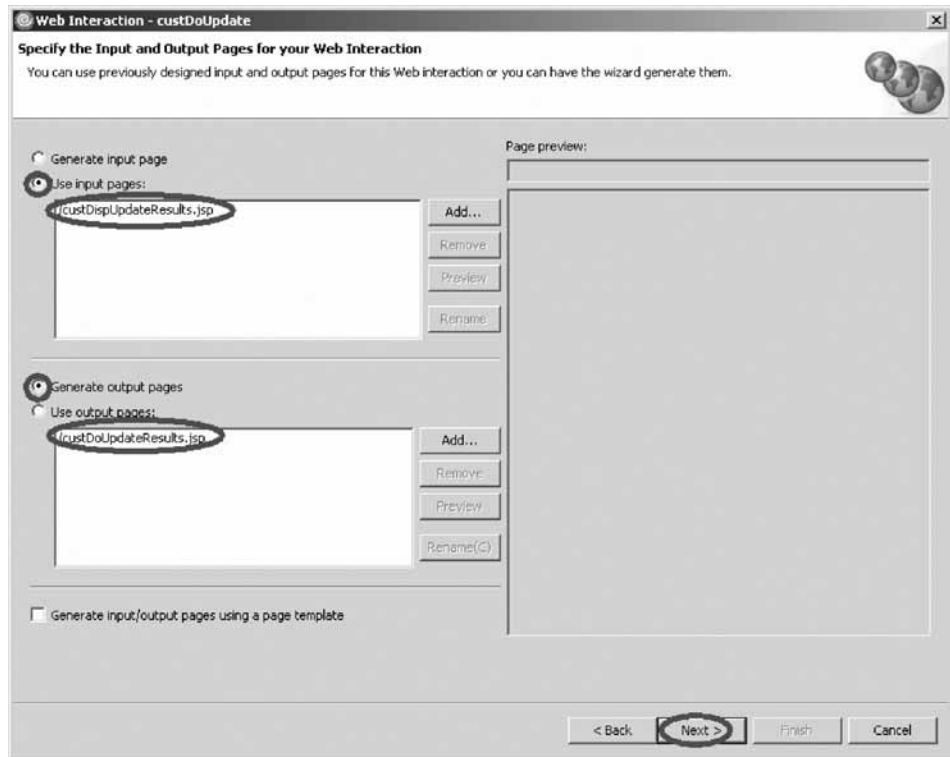 Web Interaction - custDoUpdate
Specify the Input and Output Pages for your Web Interaction
You can use previously designed input and output pages for this Web interaction or you can have the wizard generate them.
Generate input page
Use input pages:
/custDispUpdateResults.jsp
Add...
Remove
Preview
Rename
Generate output pages
Use output pages:
/custDoUpdateResults.jsp
Add...
Remove
Preview
Rename(C)
Generate input/output pages using a page template
Page preview:
< Back
Next >
Finish
Cancel